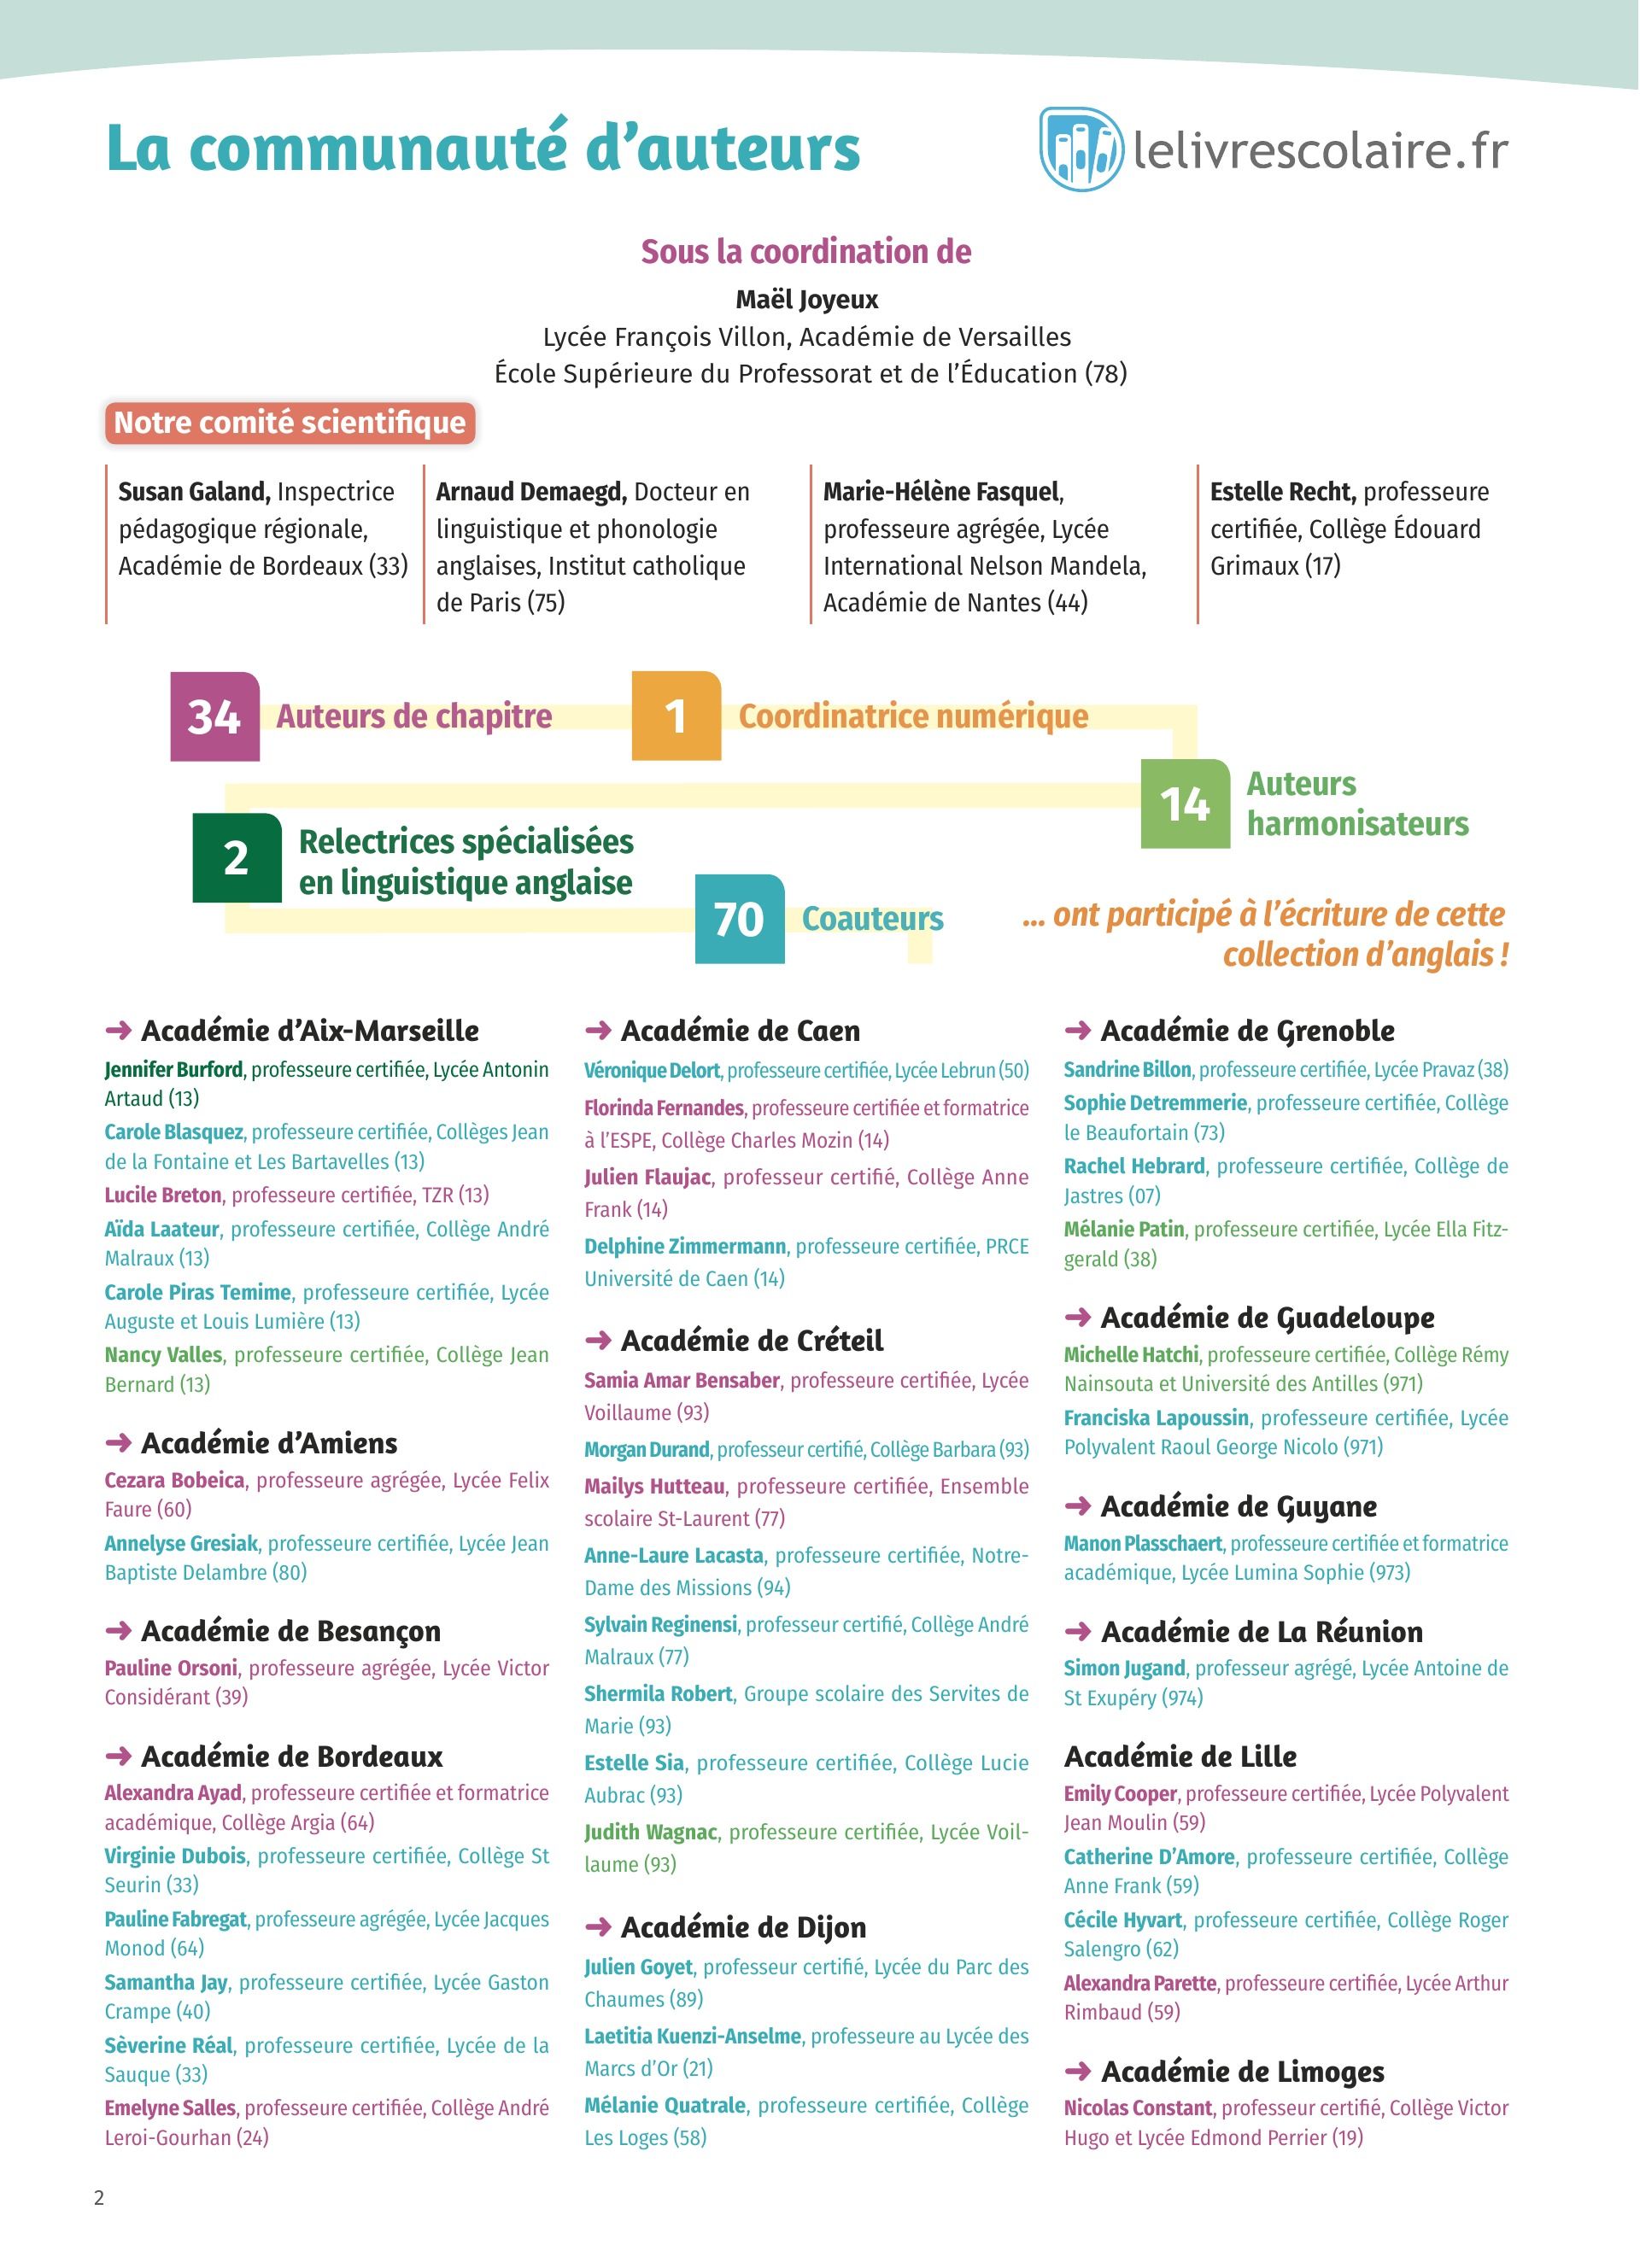 La communauté d'auteurs
lelivrescolaire.fr
Sous la coordination de
Maël Joyeux
Lycée François Villon, Académie de Versailles
École Supérieure du Professorat et de l'Éducation (78)
Notre comité scientifique
Susan Galand, Inspectrice
pédagogique régionale,
Académie de Bordeaux (33)
Arnaud Demaegd, Docteur en
linguistique et phonologie
anglaises, Institut catholique
de Paris (75)
Marie-Hélène Fasquel,
professeure agrégée, Lycée
International Nelson Mandela,
Académie de Nantes (44)
Estelle Recht, professeure
certifiée, Collège Édouard
Grimaux (17)
34 Auteurs de chapitre
1 Coordinatrice numérique
14 Auteurs
harmonisateurs
2 Relectrices spécialisées
en linguistique anglaise
70 Coauteurs
... ont participé à l'écriture de cette
collection d'anglais !
➜ Académie d'Aix-Marseille
Jennifer Burford, professeure certifiée, Lycée Antonin
Artaud (13)
Carole Blasquez, professeure certifiée, Collèges Jean
de la Fontaine et Les Bartavelles (13)
Lucile Breton, professeure certifiée, TZR (13)
Aïda Laateur, professeure certifiée, Collège André
Malraux (13)
Carole Piras Temime, professeure certifiée, Lycée
Auguste et Louis Lumière (13)
Nancy Valles, professeure certifiée, Collège Jean
Bernard (13)
➜ Académie d'Amiens
Cezara Bobeica, professeure agrégée, Lycée Felix
Faure (60)
Annelyse Gresiak, professeure certifiée, Lycée Jean
Baptiste Delambre (80)
➜ Académie de Besançon
Pauline Orsoni, professeure agrégée, Lycée Victor
Considérant (39)
➜ Académie de Bordeaux
Alexandra Ayad, professeure certifiée et formatrice
académique, Collège Argia (64)
Virginie Dubois, professeure certifiée, Collège St
Seurin (33)
Pauline Fabregat, professeure agrégée, Lycée Jacques
Monod (64)
Samantha Jay, professeure certifiée, Lycée Gaston
Crampe (40)
Sèverine Réal, professeure certifiée, Lycée de la
Sauque (33)
Emelyne Salles, professeure certifiée, Collège André
Leroi-Gourhan (24)
➜ Académie de Caen
Véronique Delort, professeure certifiée, Lycée Lebrun (50)
Florinda Fernandes, professeure certifiée et formatrice
à l'ESPE, Collège Charles Mozin (14)
Julien Flaujac, professeur certifié, Collège Anne
Frank (14)
Delphine Zimmermann, professeure certifiée, PRCE
Université de Caen (14)
➜ Académie de Créteil
Samia Amar Bensaber, professeure certifiée, Lycée
Voillaume (93)
Morgan Durand, professeur certifié, Collège Barbara (93)
Mailys Hutteau, professeure certifiée, Ensemble
scolaire St-Laurent (77)
Anne-Laure Lacasta, professeure certifiée, Notre-
Dame des Missions (94)
Sylvain Reginensi, professeur certifié, Collège André
Malraux (77)
Shermila Robert, Groupe scolaire des Servites de
Marie (93)
Estelle Sia, professeure certifiée, Collège Lucie
Aubrac (93)
Judith Wagnac, professeure certifiée, Lycée Voil-
laume (93)
➜ Académie de Dijon
Julien Goyet, professeur certifié, Lycée du Parc des
Chaumes (89)
Laetitia Kuenzi-Anselme, professeure au Lycée des
Marcs d'Or (21)
Mélanie Quatrale, professeure certifiée, Collège
Les Loges (58)
➜ Académie de Grenoble
Sandrine Billon, professeure certifiée, Lycée Pravaz (38)
Sophie Detremmerie, professeure certifiée, Collège
le Beaufortain (73)
Rachel Hebrard, professeure certifiée, Collège de
Jastres (07)
Mélanie Patin, professeure certifiée, Lycée Ella Fitz-
gerald (38)
➜ Académie de Guadeloupe
Michelle Hatchi, professeure certifiée, Collège Rémy
Nainsouta et Université des Antilles (971)
Franciska Lapoussin, professeure certifiée, Lycée
Polyvalent Raoul George Nicolo (971)
➜ Académie de Guyane
Manon Plasschaert, professeure certifiée et formatrice
académique, Lycée Lumina Sophie (973)
➜ Académie de La Réunion
Simon Jugand, professeur agrégé, Lycée Antoine de
St Exupéry (974)
Académie de Lille
Emily Cooper, professeure certifiée, Lycée Polyvalent
Jean Moulin (59)
Catherine D'Amore, professeure certifiée, Collège
Anne Frank (59)
Cécile Hyvart, professeure certifiée, Collège Roger
Salengro (62)
Alexandra Parette, professeure certifiée, Lycée Arthur
Rimbaud (59)
➜ Académie de Limoges
Nicolas Constant, professeur certifié, Collège Victor
Hugo et Lycée Edmond Perrier (19)
2